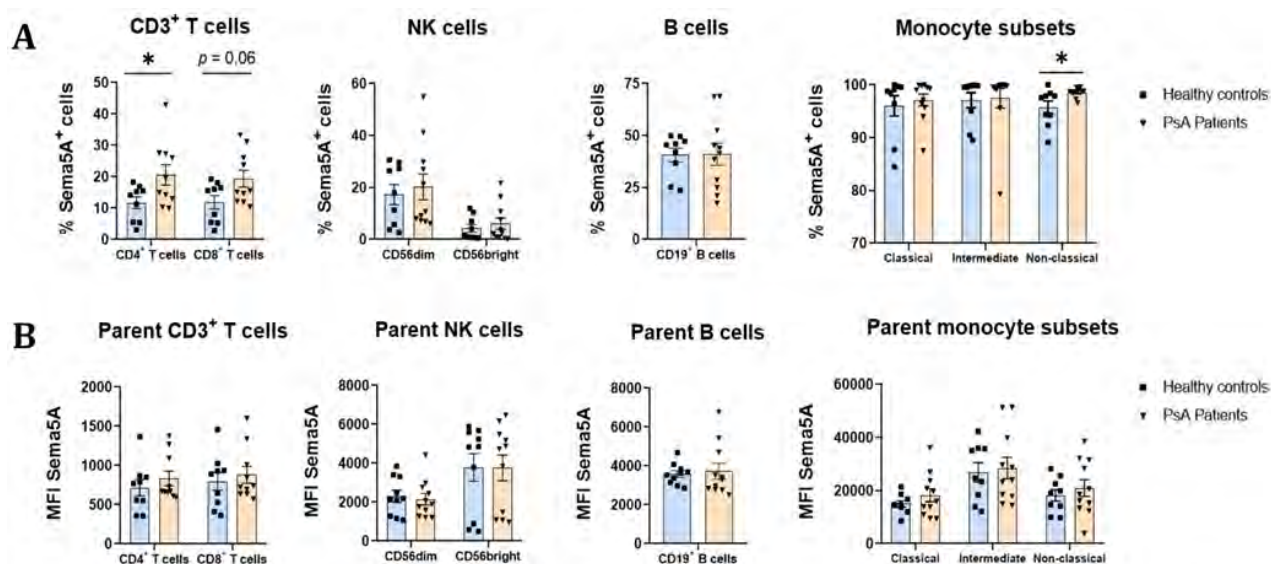 A
CD3⁺ T cells
NK cells
B cells
Monocyte subsets
*
p = 0,06
*
% Sema5A⁺ cells
50
40
30
20
10
0
CD4⁺ T cells
CD8⁺ T cells
% Sema5A⁺ cells
60
40
20
0
CD56dim
CD56bright
% Sema5A⁺ cells
75
50
25
0
CD19⁺ B cells
% Sema5A⁺ cells
100
90
80
70
Classical
Intermediate
Non-classical
Healthy controls
PsA Patients
B
Parent CD3⁺ T cells
Parent NK cells
Parent B cells
Parent monocyte subsets
MFI Sema5A
2000
1500
1000
500
0
CD4⁺ T cells
CD8⁺ T cells
MFI Sema5A
8000
6000
4000
2000
0
CD56dim
CD56bright
MFI Sema5A
8000
6000
4000
2000
0
CD19⁺ B cells
MFI Sema5A
60000
40000
20000
0
Classical
Intermediate
Non-classical
Healthy controls
PsA Patients